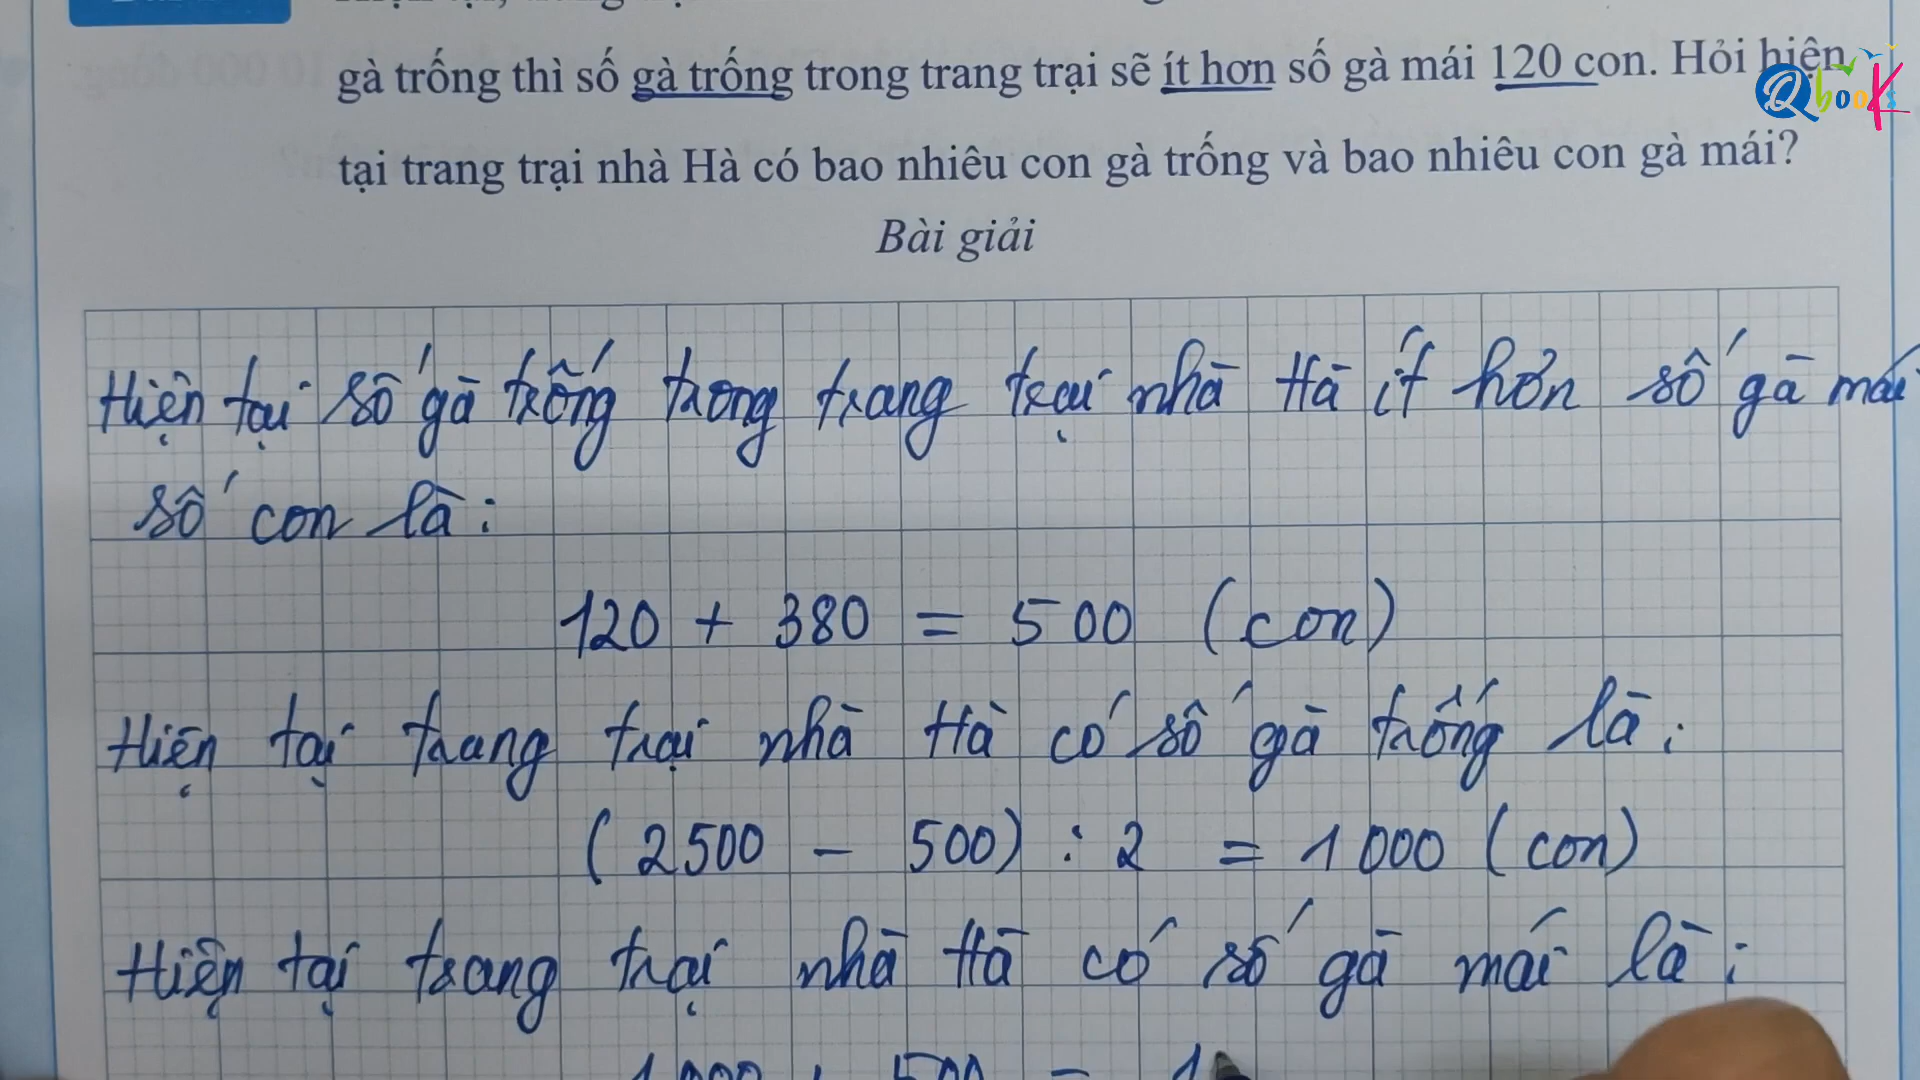 gà trống thì số gà trống trong trang trại sẽ ít hơn số gà mái 120 con. Hỏi hiện
Qbooks
tại trang trại nhà Hà có bao nhiêu con gà trống và bao nhiêu con gà mái?
Bài giải
Hiện tại số gà trống trong trang trại nhà Hà ít hơn số gà mái
số con là:
120 + 380 = 500 (con)
Hiện tại trang trại nhà Hà có số gà trống là:
(2500 - 500) : 2 = 1000 (con)
Hiện tại trang trại nhà Hà có số gà mái là:
1000 + 500 = 1